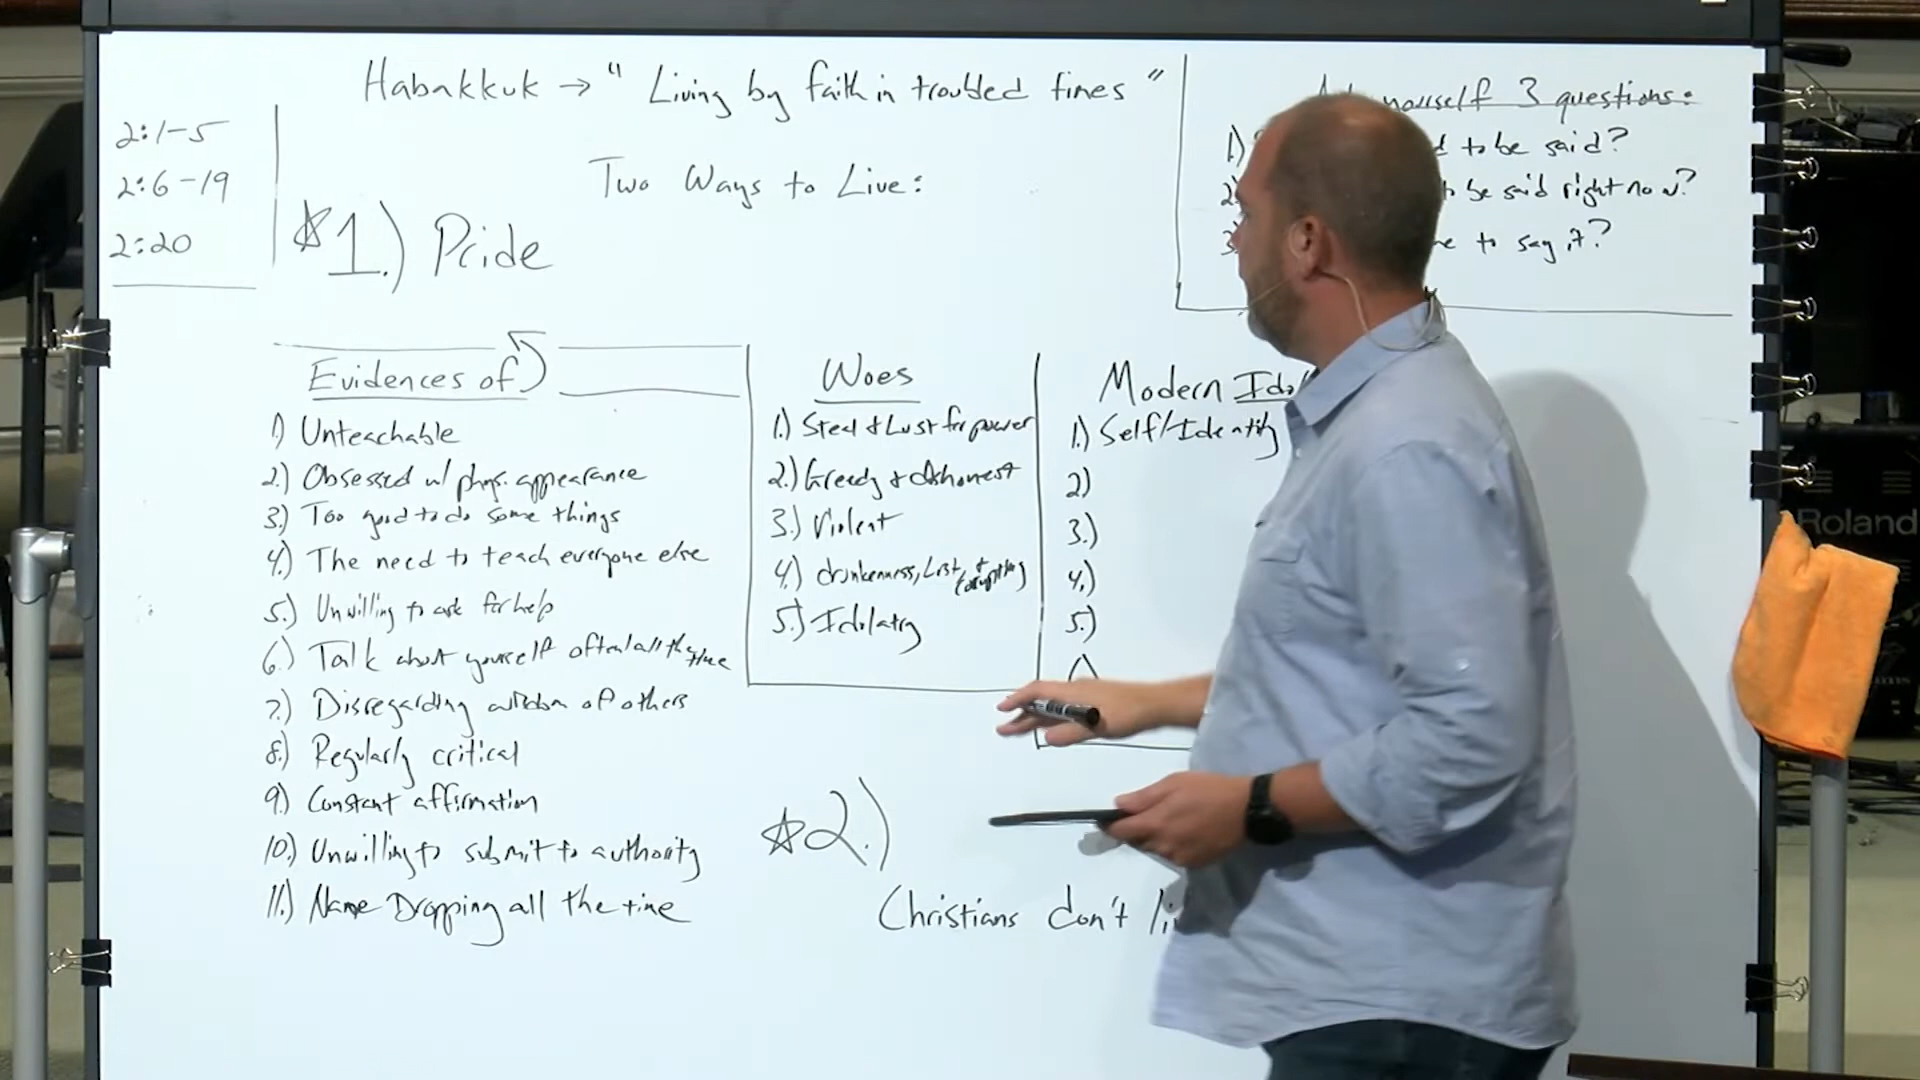 Habakkuk → "Living by faith in troubled times"
2:1-5
2:6-19
2:20
Two Ways to Live:
☆1.) Pride
yourself 3 questions:
1.) to be said?
2) to be said right now?
3 to say it?
Evidences of
1.) Unteachable
2.) Obsessed w/ phys. appearance
3.) Too good to do some things
4.) The need to teach everyone else
5.) Unwilling to ask for help
6.) Talk about yourself often/all the time
7.) Disregarding wisdom of others
8.) Regularly critical
9.) Constant affirmation
10.) Unwilling to submit to authority
11.) Name Dropping all the time
Woes
1.) Steal & Lust for power
2.) Greedy & dishonest
3.) Violent
4.) drunkenness, Lust, +
5.) Idolatry
Modern
1.) Self/Identity
2)
3.)
4.)
5.)
☆2.)
Christians don't
Roland